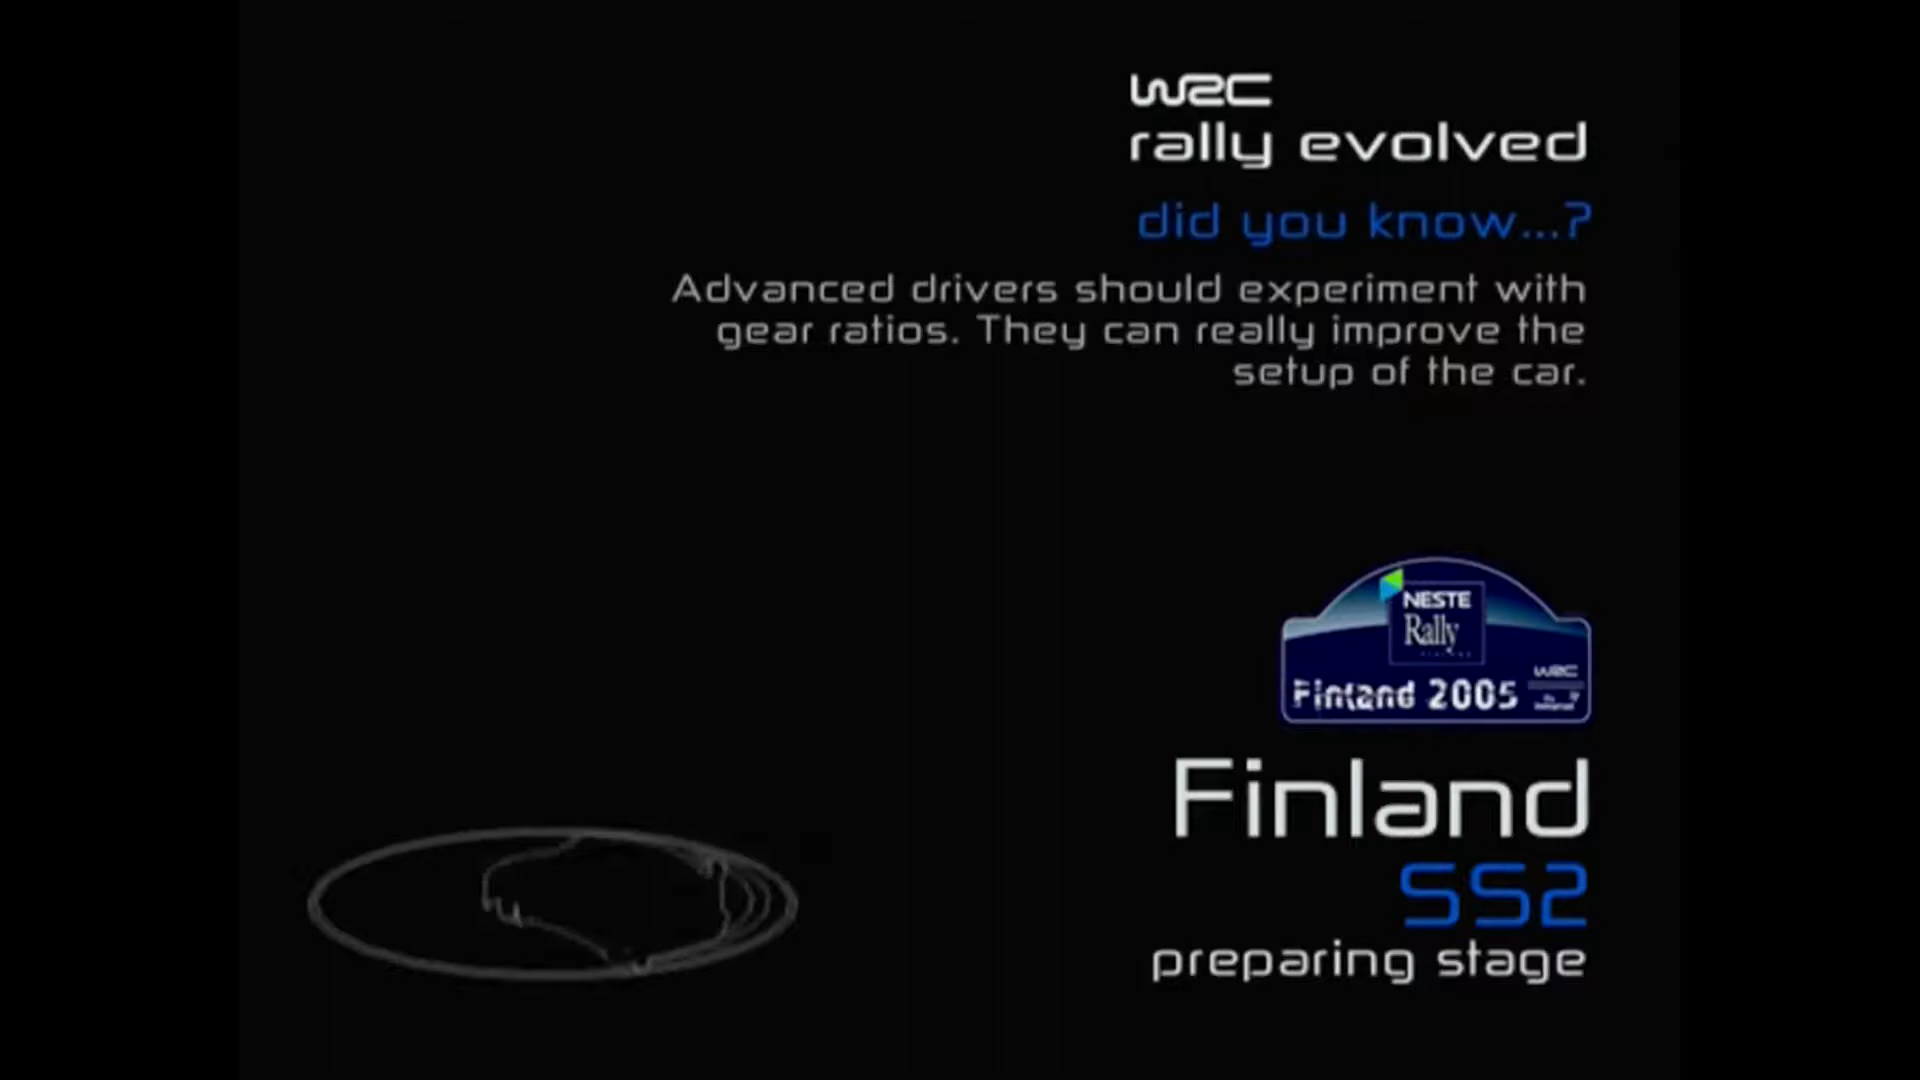 WRC
rally evolved
did you know...?
Advanced drivers should experiment with
gear ratios. They can really improve the
setup of the car.
NESTE
Rally
WRC
Finland 2005
Finland
SS2
preparing stage